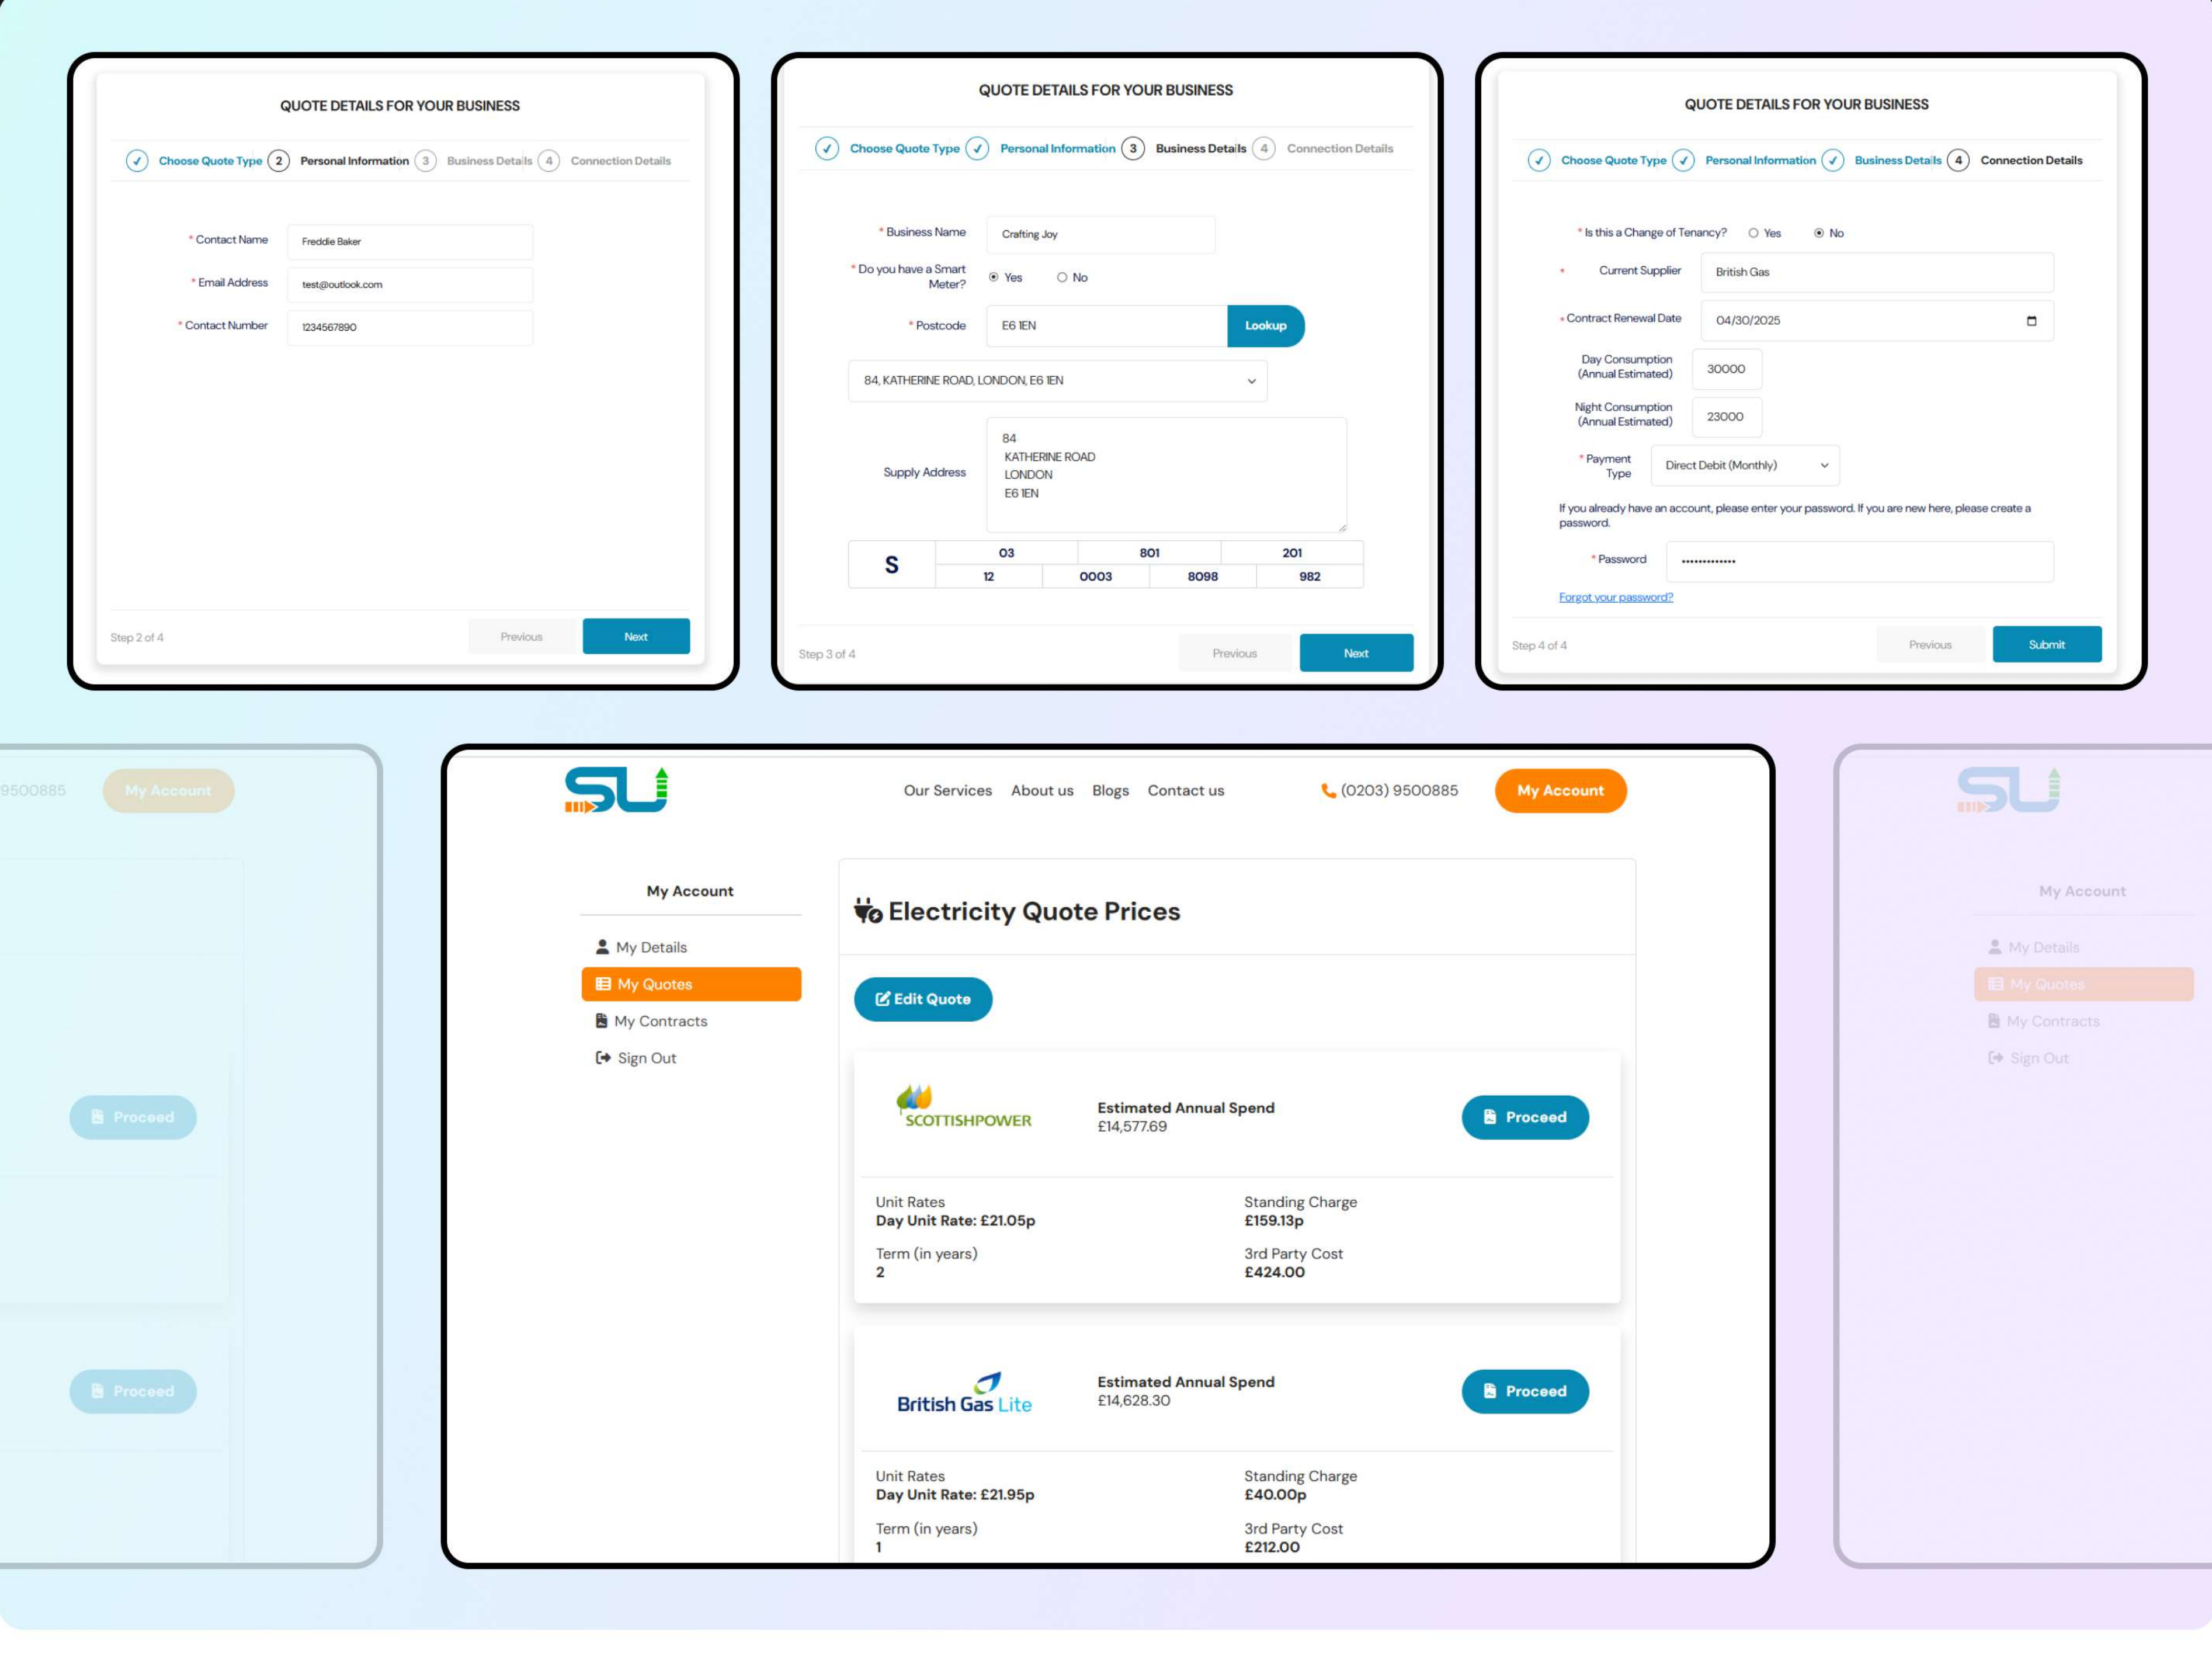 QUOTE DETAILS FOR YOUR BUSINESS
Choose Quote Type 2 Personal Information 3 Business Details 4 Connection Details
* Contact Name Freddie Baker
* Email Address test@outlook.com
* Contact Number 1234567890
Step 2 of 4 Previous Next
QUOTE DETAILS FOR YOUR BUSINESS
Choose Quote Type Personal Information 3 Business Details 4 Connection Details
* Business Name Crafting Joy
* Do you have a Smart
Meter? Yes No
* Postcode E6 1EN Lookup
84, KATHERINE ROAD, LONDON, E6 1EN
Supply Address
84
KATHERINE ROAD
LONDON
E6 1EN
S 03 801 201
12 0003 8098 982
Step 3 of 4 Previous Next
QUOTE DETAILS FOR YOUR BUSINESS
Choose Quote Type Personal Information Business Details 4 Connection Details
* Is this a Change of Tenancy? Yes No
* Current Supplier British Gas
* Contract Renewal Date 04/30/2025
Day Consumption
(Annual Estimated) 30000
Night Consumption
(Annual Estimated) 23000
* Payment
Type Direct Debit (Monthly)
If you already have an account, please enter your password. If you are new here, please create a
password.
* Password •••••••••••••
Forgot your password?
Step 4 of 4 Previous Submit
9500885 My Account
Proceed
Proceed
SU Our Services About us Blogs Contact us (0203) 9500885 My Account
My Account
My Details
My Quotes
My Contracts
Sign Out
Electricity Quote Prices
Edit Quote
SCOTTISHPOWER
Estimated Annual Spend
£14,577.69
Proceed
Unit Rates
Day Unit Rate: £21.05p
Standing Charge
£159.13p
Term (in years)
2
3rd Party Cost
£424.00
British Gas Lite
Estimated Annual Spend
£14,628.30
Proceed
Unit Rates
Day Unit Rate: £21.95p
Standing Charge
£40.00p
Term (in years)
1
3rd Party Cost
£212.00
SU
My Account
My Details
My Quotes
My Contracts
Sign Out